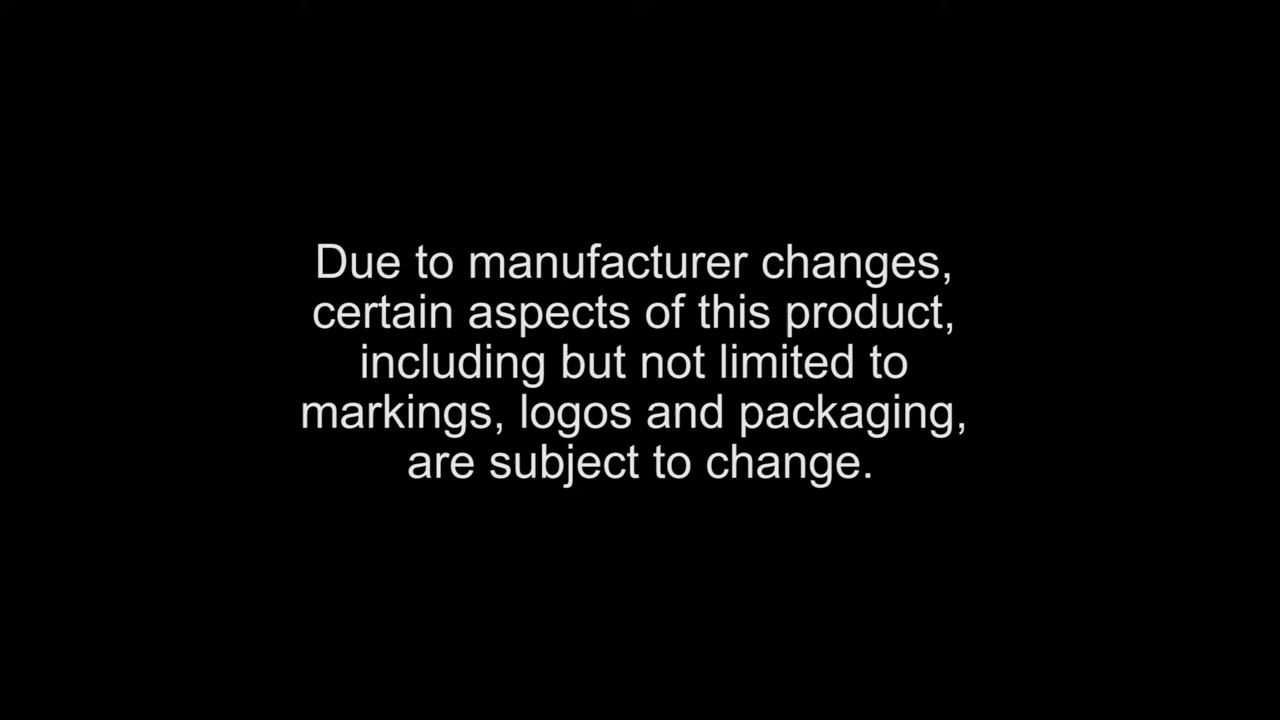 Due to manufacturer changes,
certain aspects of this product,
including but not limited to
markings, logos and packaging,
are subject to change.